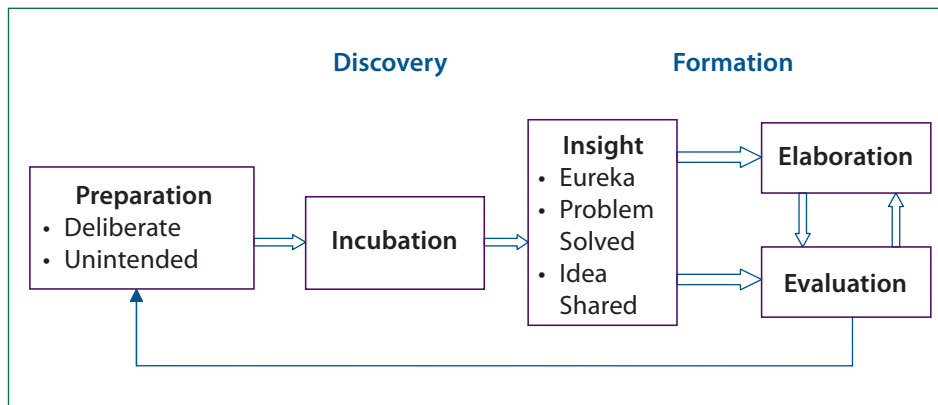 Discovery
Formation
Preparation
• Deliberate
• Unintended
Incubation
Insight
• Eureka
• Problem
Solved
• Idea
Shared
Elaboration
Evaluation